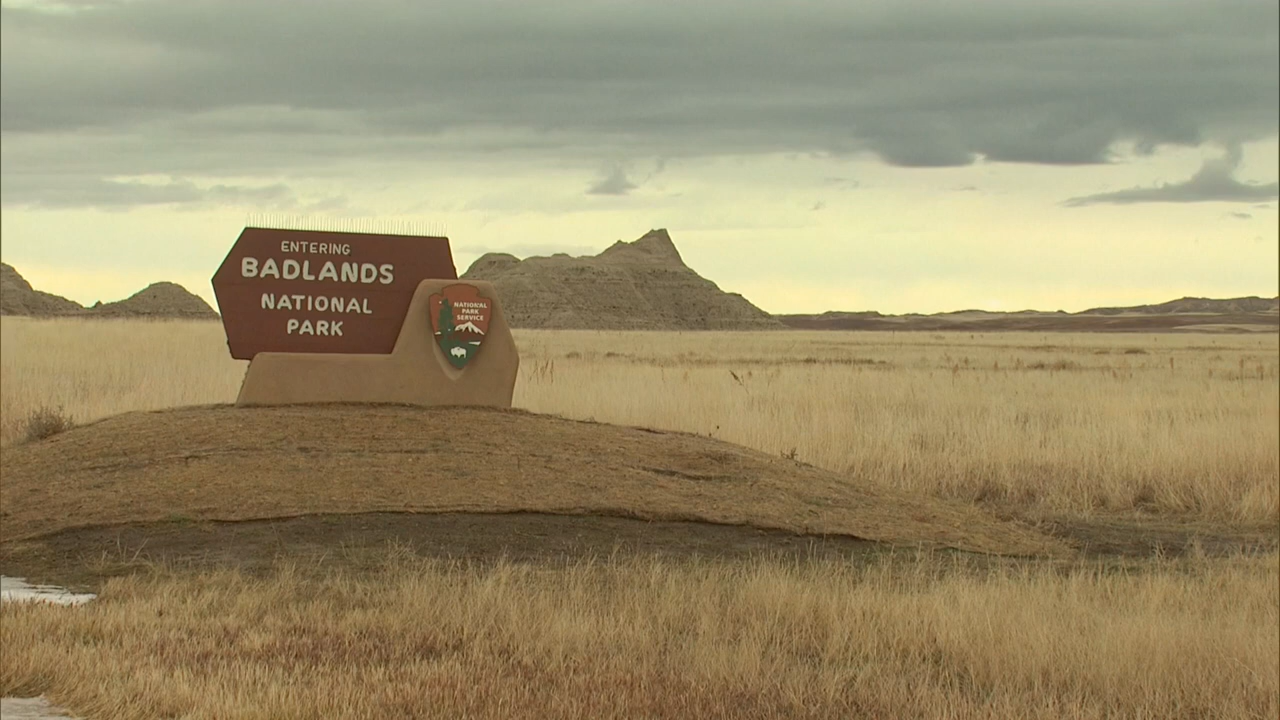 ENTERING
BADLANDS
NATIONAL
PARK
NATIONAL
PARK
SERVICE